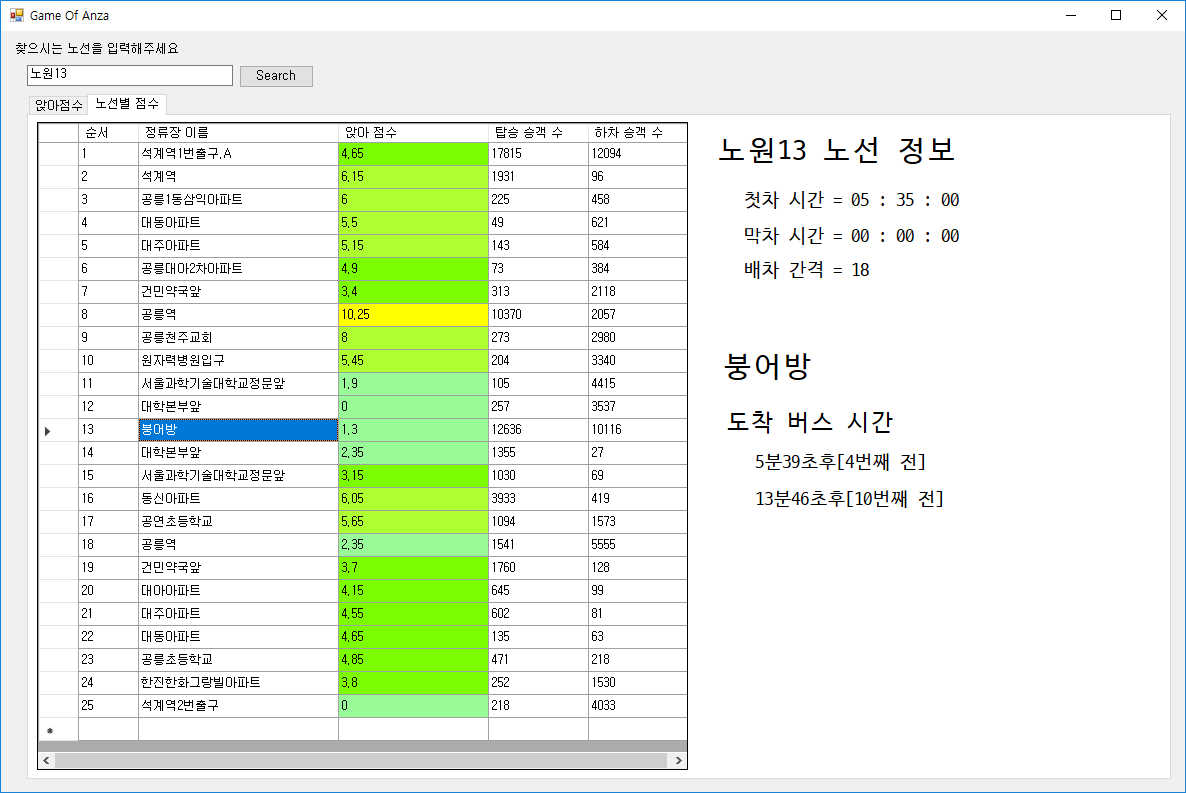 Game Of Anza
찾으시는 노선을 입력해주세요
노원13 Search
앉아점수 노선별 점수
순서 정류장 이름 앉아 점수 탑승 승객 수 하차 승객 수
1 석계역1번출구.A 4.65 17815 12094
2 석계역 6.15 1931 96
3 공릉1동삼익아파트 6 225 458
4 대동아파트 5.5 49 621
5 대주아파트 5.15 143 584
6 공릉대아2차아파트 4.9 73 384
7 건민약국앞 3.4 313 2118
8 공릉역 10.25 10370 2057
9 공릉천주교회 8 273 2980
10 원자력병원입구 5.45 204 3340
11 서울과학기술대학교정문앞 1.9 105 4415
12 대학본부앞 0 257 3537
13 붕어방 1.3 12636 10116
14 대학본부앞 2.35 1355 27
15 서울과학기술대학교정문앞 3.15 1030 69
16 동신아파트 6.05 3933 419
17 공연초등학교 5.65 1094 1573
18 공릉역 2.35 1541 5555
19 건민약국앞 3.7 1760 128
20 대아아파트 4.15 645 99
21 대주아파트 4.55 602 81
22 대동아파트 4.65 135 63
23 공릉초등학교 4.85 471 218
24 한진한화그랑빌아파트 3.8 252 1530
25 석계역2번출구 0 218 4033
노원13 노선 정보
첫차 시간 = 05 : 35 : 00
막차 시간 = 00 : 00 : 00
배차 간격 = 18
붕어방
도착 버스 시간
5분39초후[4번째 전]
13분46초후[10번째 전]